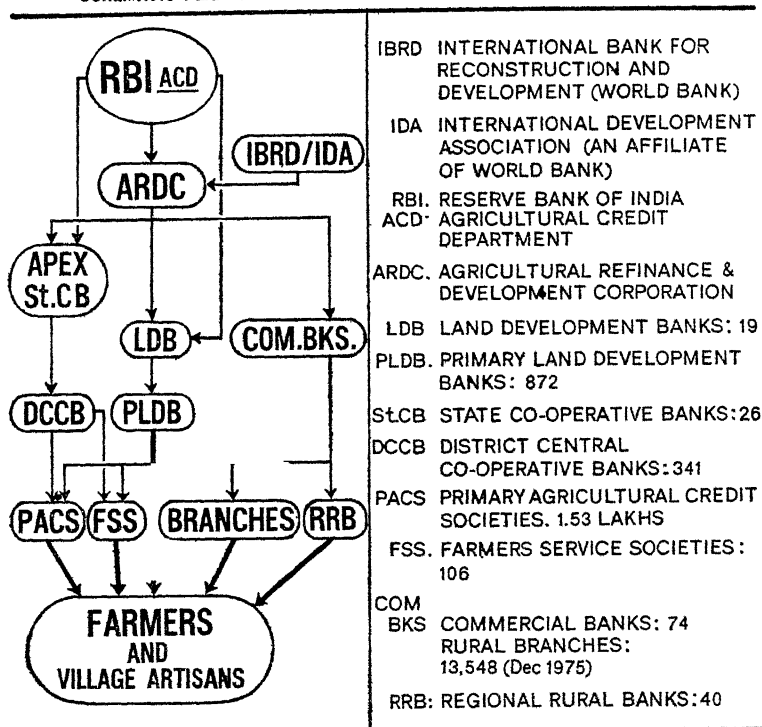 RBI ACD
IBRD/IDA
ARDC
APEX
St.CB
LDB
COM.BKS.
DCCB
PLDB
PACS
FSS
BRANCHES
RRB
FARMERS
AND
VILLAGE ARTISANS
IBRD INTERNATIONAL BANK FOR
RECONSTRUCTION AND
DEVELOPMENT (WORLD BANK)
IDA INTERNATIONAL DEVELOPMENT
ASSOCIATION (AN AFFILIATE
OF WORLD BANK)
RBI. RESERVE BANK OF INDIA
ACD- AGRICULTURAL CREDIT
DEPARTMENT
ARDC. AGRICULTURAL REFINANCE &
DEVELOPMENT CORPORATION
LDB LAND DEVELOPMENT BANKS: 19
PLDB. PRIMARY LAND DEVELOPMENT
BANKS: 872
St.CB STATE CO-OPERATIVE BANKS:26
DCCB DISTRICT CENTRAL
CO-OPERATIVE BANKS:341
PACS PRIMARY AGRICULTURAL CREDIT
SOCIETIES. 1.53 LAKHS
FSS. FARMERS SERVICE SOCIETIES:
106
COM
BKS COMMERCIAL BANKS: 74
RURAL BRANCHES:
13,548 (Dec 1975)
RRB: REGIONAL RURAL BANKS:40